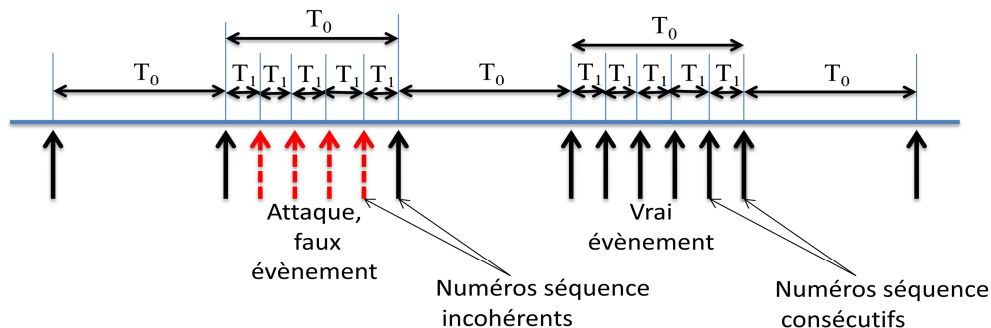 T₀ T₀
T₀ T₁ T₁ T₁ T₁ T₁ T₀ T₁ T₁ T₁ T₁ T₁ T₀
Attaque,
faux
évènement
Vrai
évènement
Numéros séquence
incohérents
Numéros séquence
consécutifs